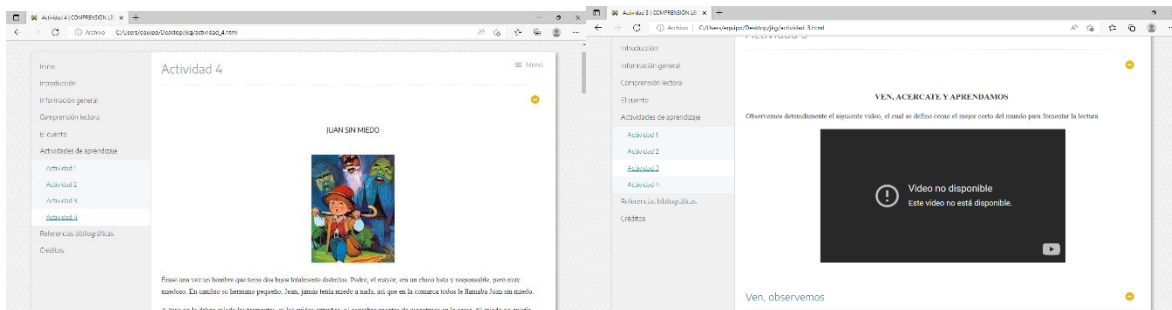 Actividad 4 | COMPRENSIÓN LE
Archivo C:/Users/equipo/Desktop/jkg/actividad_4.html
Inicio
Introducción
Información general
Comprensión lectora
El cuento
Actividades de aprendizaje
Actividad 1
Actividad 2
Actividad 3
Actividad 4
Referencias bibliográficas
Créditos
Actividad 4
Menú
JUAN SIN MIEDO
Érase una vez un hombre que tenía dos hijos totalmente distintos. Pedro, el mayor, era un chico listo y responsable, pero muy
miedoso. En cambio su hermano pequeño, Juan, jamás tenía miedo a nada, así que en la comarca todos le llamaban Juan sin miedo.
Actividad 3 | COMPRENSIÓN LE
Archivo C:/Users/equipo/Desktop/jkg/actividad_3.html
Introducción
Información general
Comprensión lectora
El cuento
Actividades de aprendizaje
Actividad 1
Actividad 2
Actividad 3
Actividad 4
Referencias bibliográficas
Créditos
Actividad 3
VEN, ACERCATE Y APRENDAMOS
Observemos detenidamente el siguiente video, el cual se define como el mejor corto del mundo para fomentar la lectura
Video no disponible
Este video no está disponible.
Ven, observemos